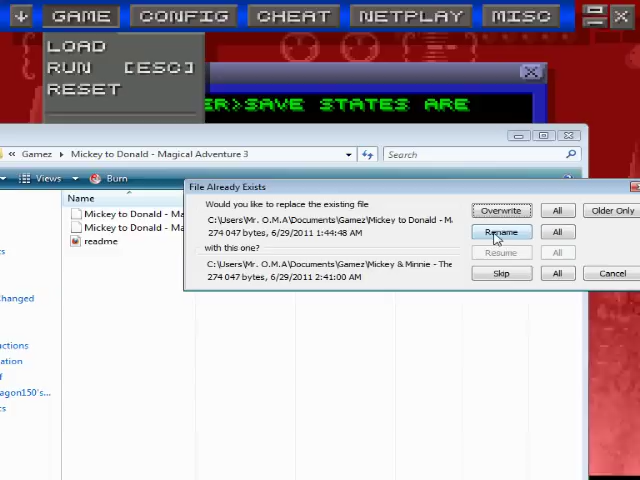 GAME CONFIG CHEAT NETPLAY MISC
LOAD
RUN [ESC]
RESET
ER>SAVE STATES ARE
Gamez Mickey to Donald - Magical Adventure 3 Search
Views Burn
Name
Mickey to Donald - Ma
Mickey to Donald - Ma
readme
File Already Exists
Would you like to replace the existing file
C:\Users\Mr. O.M.A\Documents\Gamez\Mickey to Donald - M
274 047 bytes, 6/29/2011 1:44:48 AM
with this one?
C:\Users\Mr. O.M.A\Documents\Gamez\Mickey & Minnie - The
274 047 bytes, 6/29/2011 2:41:00 AM
Overwrite All Older Only
Rename All
Resume All
Skip All Cancel
hanged
ctions
ation
f
agon150's...
cs